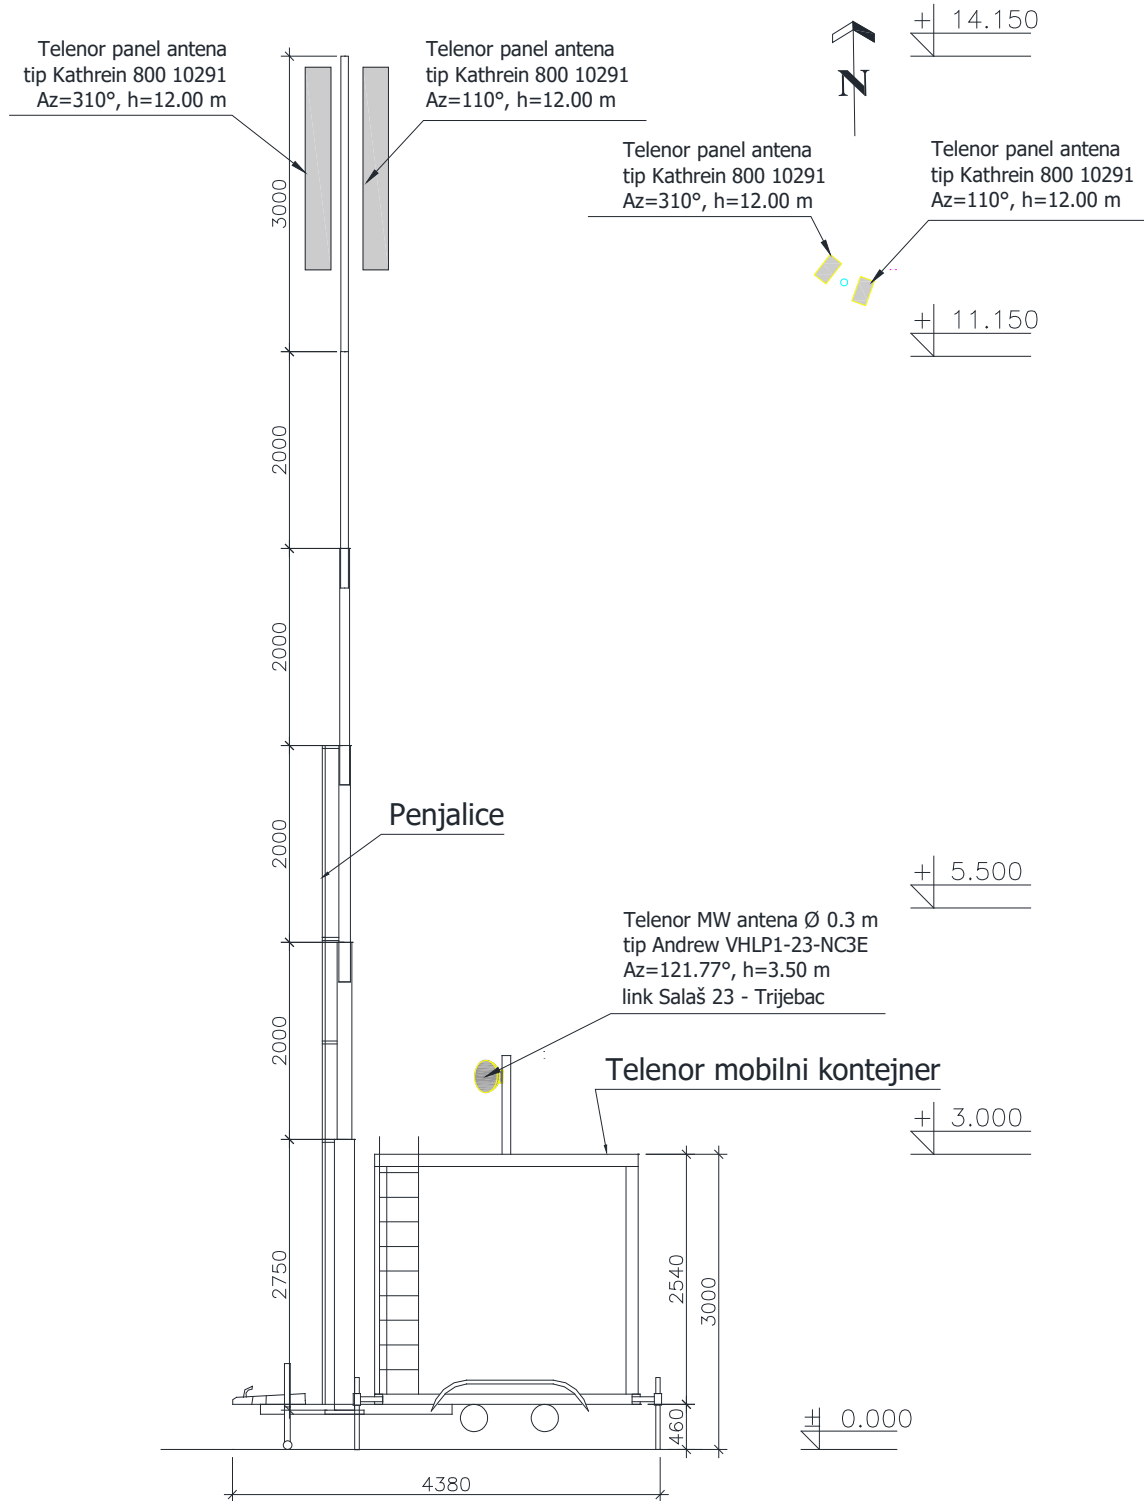 Telenor panel antena
tip Kathrein 800 10291
Az=310°, h=12.00 m
Telenor panel antena
tip Kathrein 800 10291
Az=110°, h=12.00 m
+ 14.150
N
Telenor panel antena
tip Kathrein 800 10291
Az=310°, h=12.00 m
Telenor panel antena
tip Kathrein 800 10291
Az=110°, h=12.00 m
3000
+ 11.150
2000
2000
2000
Penjalice
+ 5.500
Telenor MW antena Ø 0.3 m
tip Andrew VHLP1-23-NC3E
Az=121.77°, h=3.50 m
link Salaš 23 - Trijebac
2000
Telenor mobilni kontejner
+ 3.000
2750
2540
3000
460
± 0.000
4380